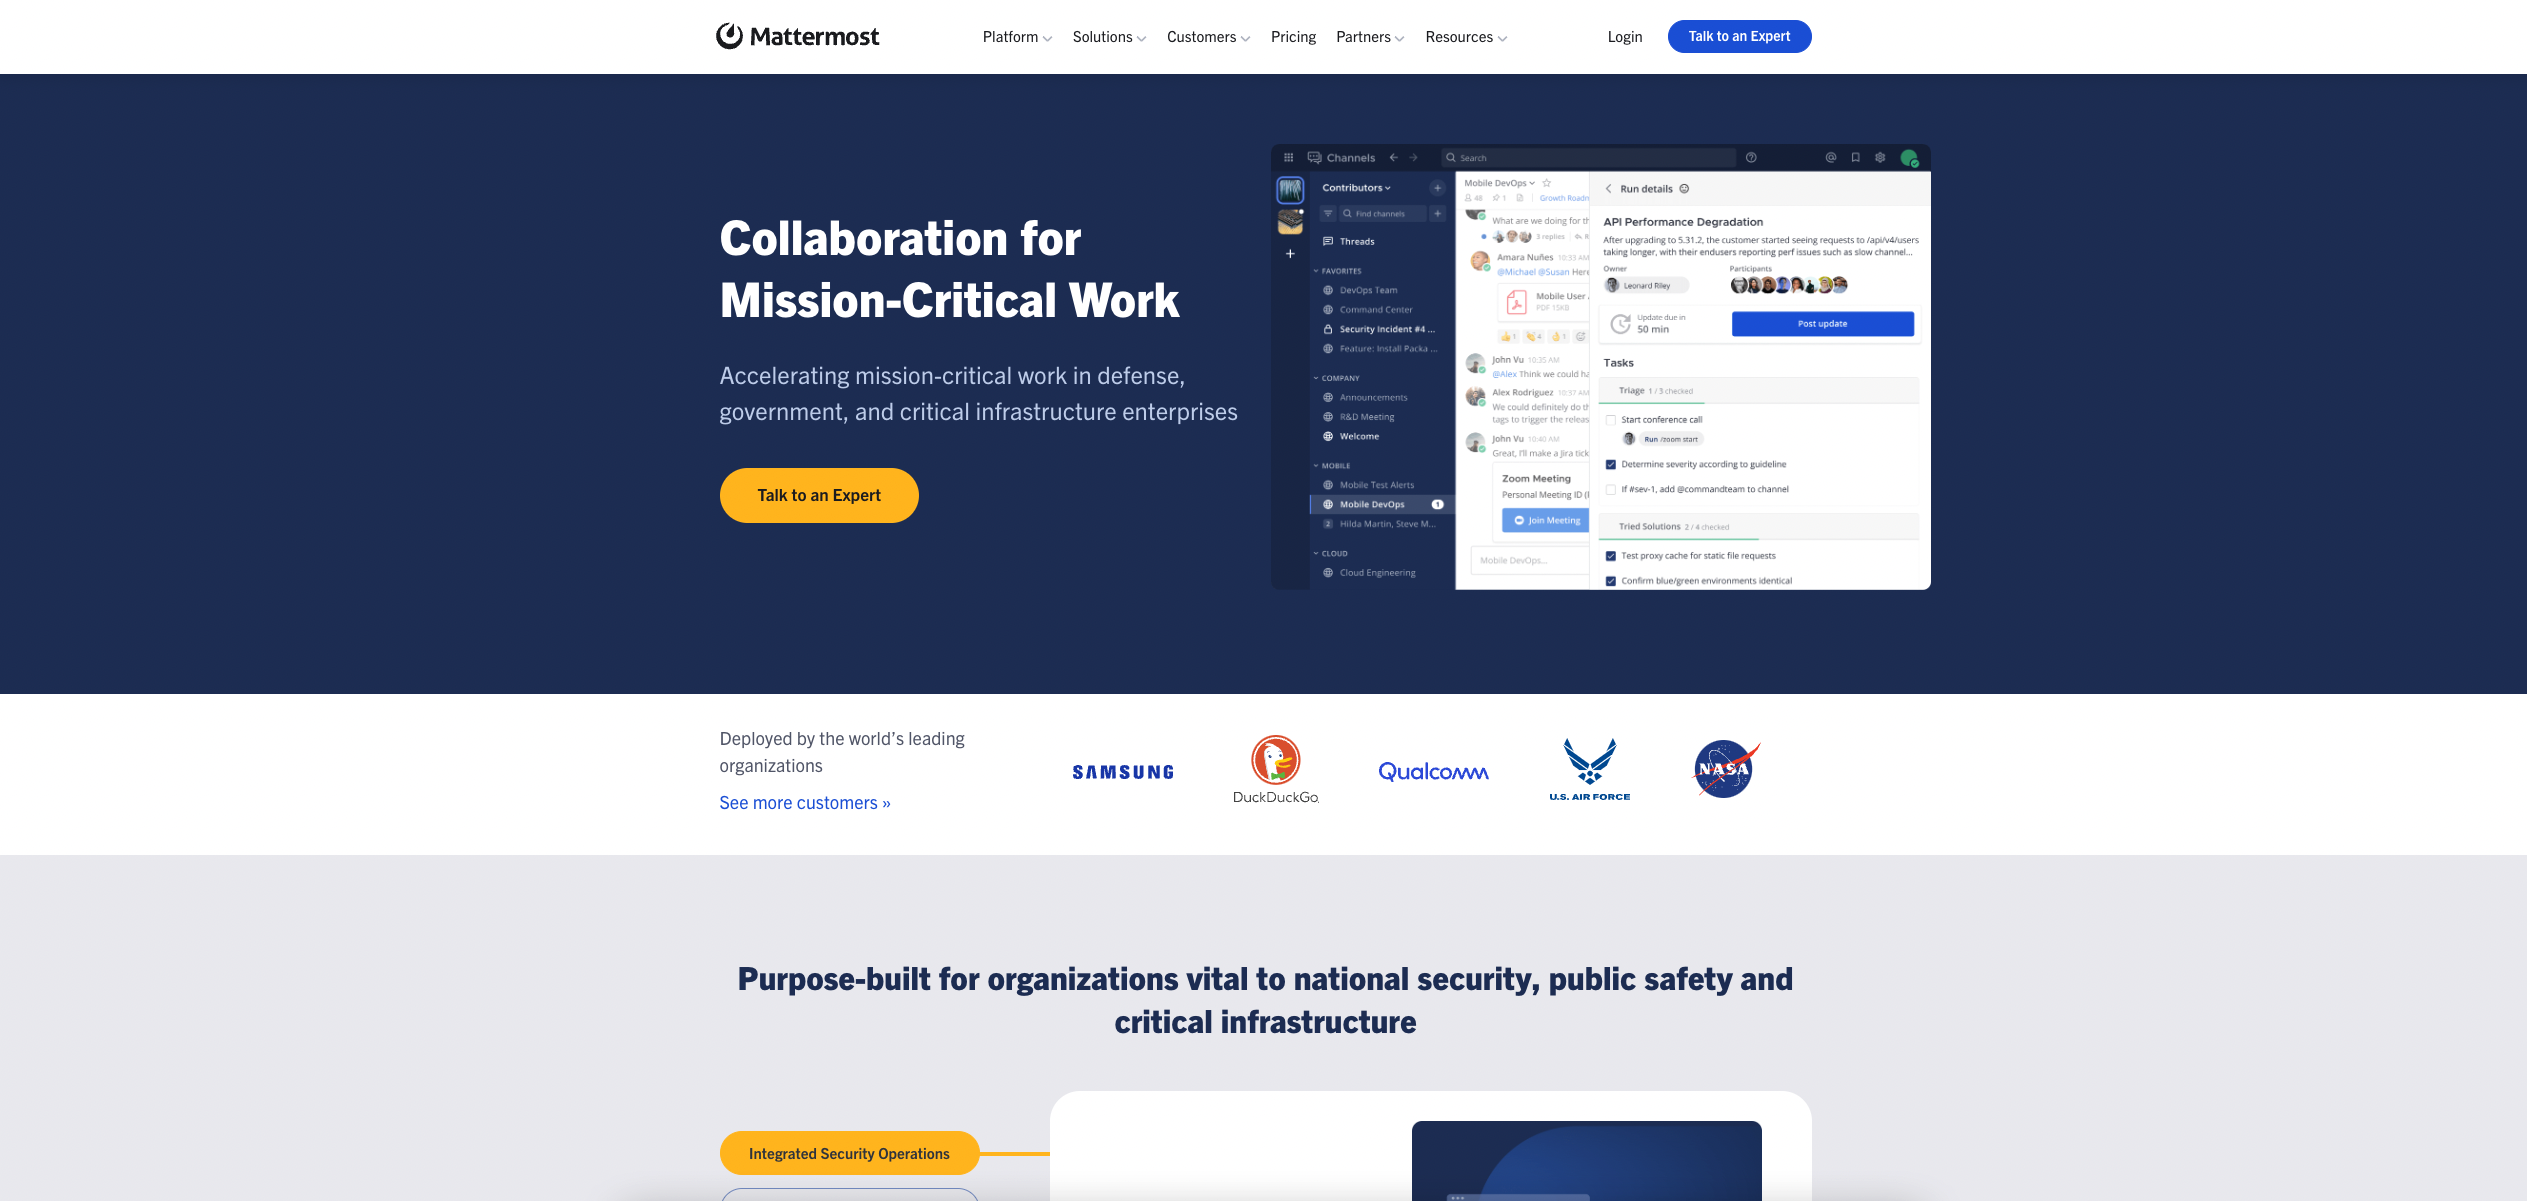 Mattermost
Platform
Solutions
Customers
Pricing
Partners
Resources
Login
Talk to an Expert
Collaboration for
Mission-Critical Work
Accelerating mission-critical work in defense,
government, and critical infrastructure enterprises
Talk to an Expert
Channels
Search
Contributors
Find channels
Threads
FAVORITES
DevOps Team
Command Center
Security Incident #4 ...
Feature: Install Packa ...
COMPANY
Announcements
R&D Meeting
Welcome
MOBILE
Mobile Test Alerts
Mobile DevOps 1
2 Hilda Martin, Steve M...
CLOUD
Cloud Engineering
Mobile DevOps
48 1 Growth Roadm
What are we doing for th
3 replies
Amara Nuñes 10:33 AM
@Michael @Susan Here
Mobile User
PDF 15KB
1 4 1
John Vu 10:35 AM
@Alex Think we could ha
Alex Rodriguez 10:37 AM
We could definitely do th
tags to trigger the releas
John Vu 10:40 AM
Great, I'll make a Jira tick
Zoom Meeting
Personal Meeting ID (
Join Meeting
Mobile DevOps...
Run details
API Performance Degradation
After upgrading to 5.31.2, the customer started seeing requests to /api/v4/users
taking longer, with their endusers reporting perf issues such as slow channel...
Owner
Participants
Leonard Riley
Update due in
50 min
Post update
Tasks
Triage 1 / 3 checked
Start conference call
Run /zoom start
Determine severity according to guideline
If #sev-1, add @commandteam to channel
Tried Solutions 2 / 4 checked
Test proxy cache for static file requests
Confirm blue/green environments identical
Deployed by the world’s leading
organizations
See more customers »
SAMSUNG
DuckDuckGo
Qualcomm
U.S. AIR FORCE
NASA
Purpose-built for organizations vital to national security, public safety and
critical infrastructure
Integrated Security Operations